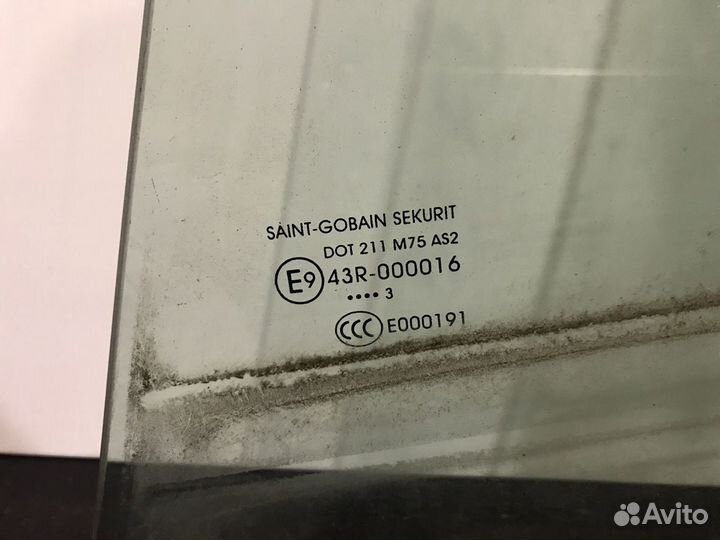 SAINT-GOBAIN SEKURIT
DOT 211 M75 AS2
E9 43R-000016
•••• 3
CCC E000191
Avito